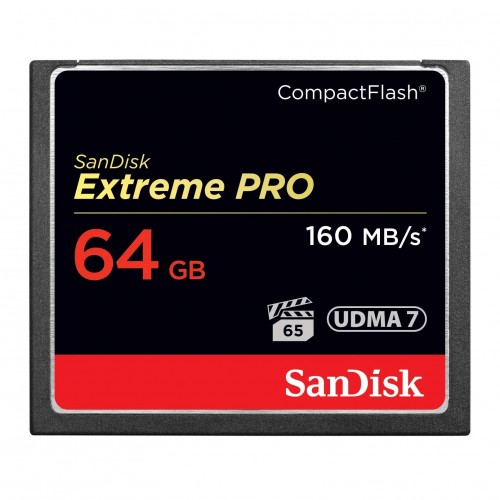 CompactFlash®
SanDisk
Extreme PRO
64 GB
160 MB/s*
65
UDMA 7
SanDisk